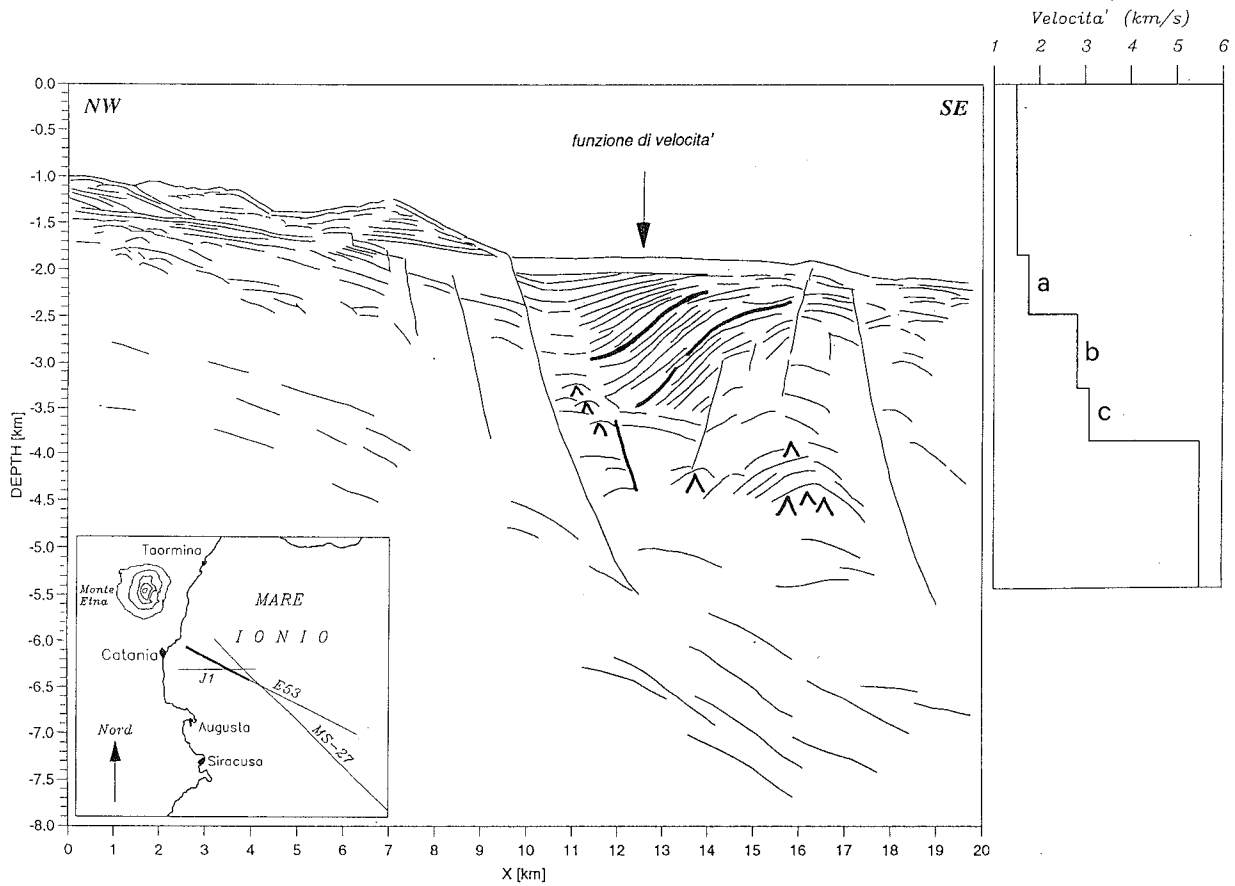 Velocita' (km/s)
1 2 3 4 5 6
NW
SE
funzione di velocita'
a
b
c
0.0
-0.5
-1.0
-1.5
-2.0
-2.5
-3.0
-3.5
-4.0
-4.5
-5.0
-5.5
-6.0
-6.5
-7.0
-7.5
-8.0
DEPTH [km]
Taormina
Monte
Etna
MARE
IONIO
Catania
J1
E53
MS-27
Augusta
Nord
Siracusa
0 1 2 3 4 5 6 7 8 9 10 11 12 13 14 15 16 17 18 19 20
X [km]